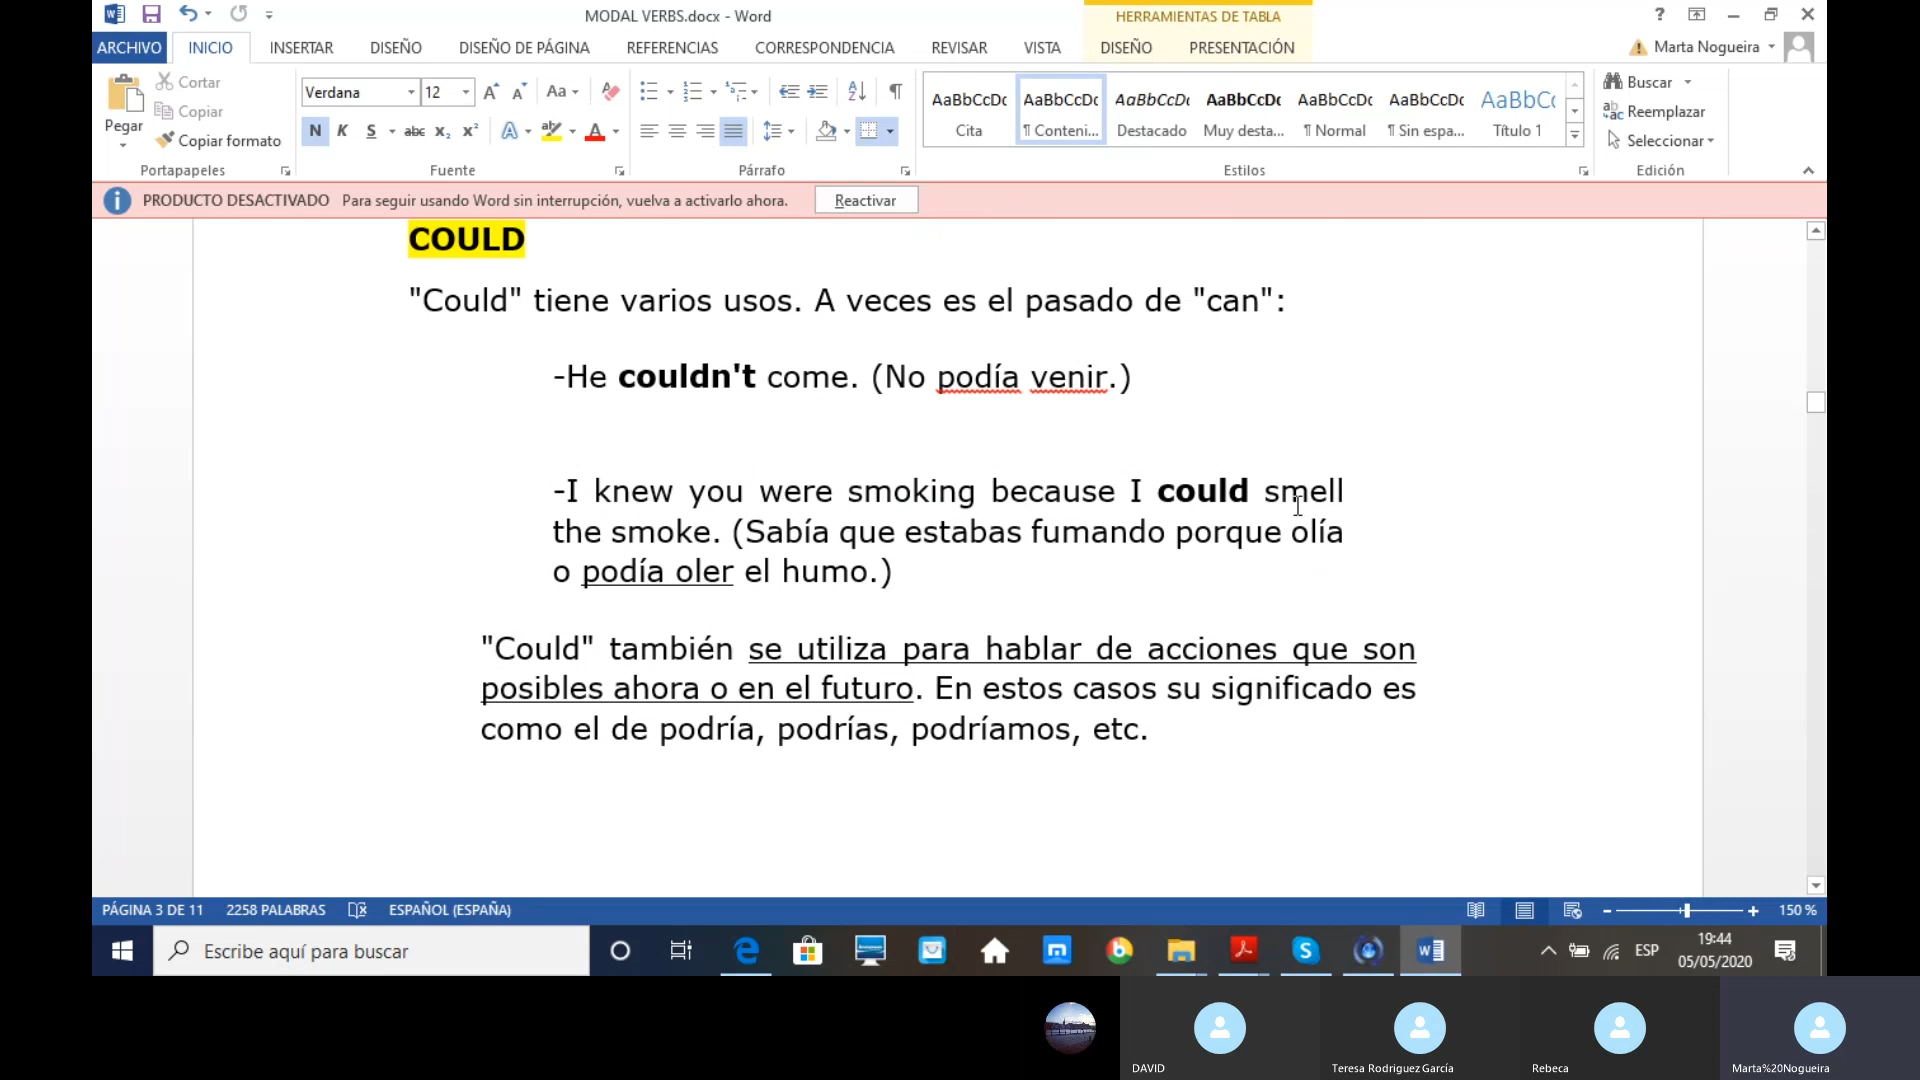 MODAL VERBS.docx - Word
HERRAMIENTAS DE TABLA
ARCHIVO INICIO INSERTAR DISEÑO DISEÑO DE PÁGINA REFERENCIAS CORRESPONDENCIA REVISAR VISTA DISEÑO PRESENTACIÓN Marta Nogueira
Pegar
Cortar
Copiar
Copiar formato
Portapapeles
Verdana 12
Fuente
Párrafo
AaBbCcDc AaBbCcDc AaBbCcDc AaBbCcDc AaBbCcDc AaBbCcDc AaBbCc
Cita ¶ Conteni... Destacado Muy desta... ¶ Normal ¶ Sin espa... Título 1
Estilos
Buscar
Reemplazar
Seleccionar
Edición
PRODUCTO DESACTIVADO Para seguir usando Word sin interrupción, vuelva a activarlo ahora. Reactivar
COULD
"Could" tiene varios usos. A veces es el pasado de "can":
-He couldn't come. (No podía venir.)
-I knew you were smoking because I could smell
the smoke. (Sabía que estabas fumando porque olía
o podía oler el humo.)
"Could" también se utiliza para hablar de acciones que son
posibles ahora o en el futuro. En estos casos su significado es
como el de podría, podrías, podríamos, etc.
PÁGINA 3 DE 11 2258 PALABRAS ESPAÑOL (ESPAÑA) 150 %
Escribe aquí para buscar
ESP
19:44
05/05/2020
DAVID Teresa Rodriguez García Rebeca Marta%20Nogueira